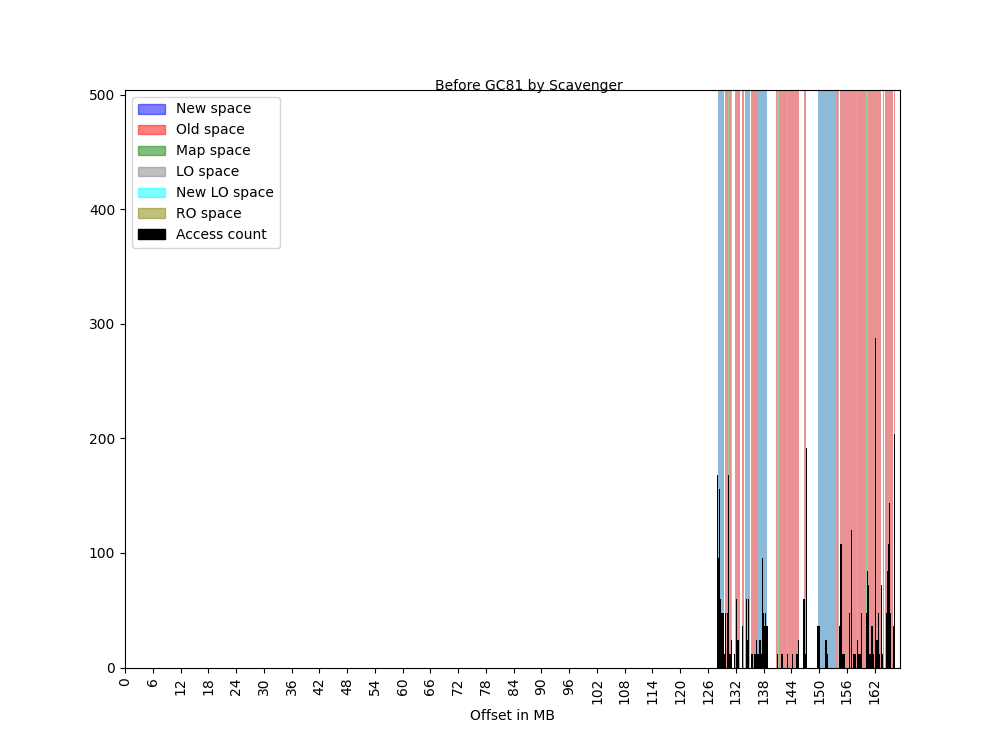 Before GC81 by Scavenger
500
400
300
200
100
0
New space
Old space
Map space
LO space
New LO space
RO space
Access count
0 6 12 18 24 30 36 42 48 54 60 66 72 78 84 90 96 102 108 114 120 126 132 138 144 150 156 162
Offset in MB